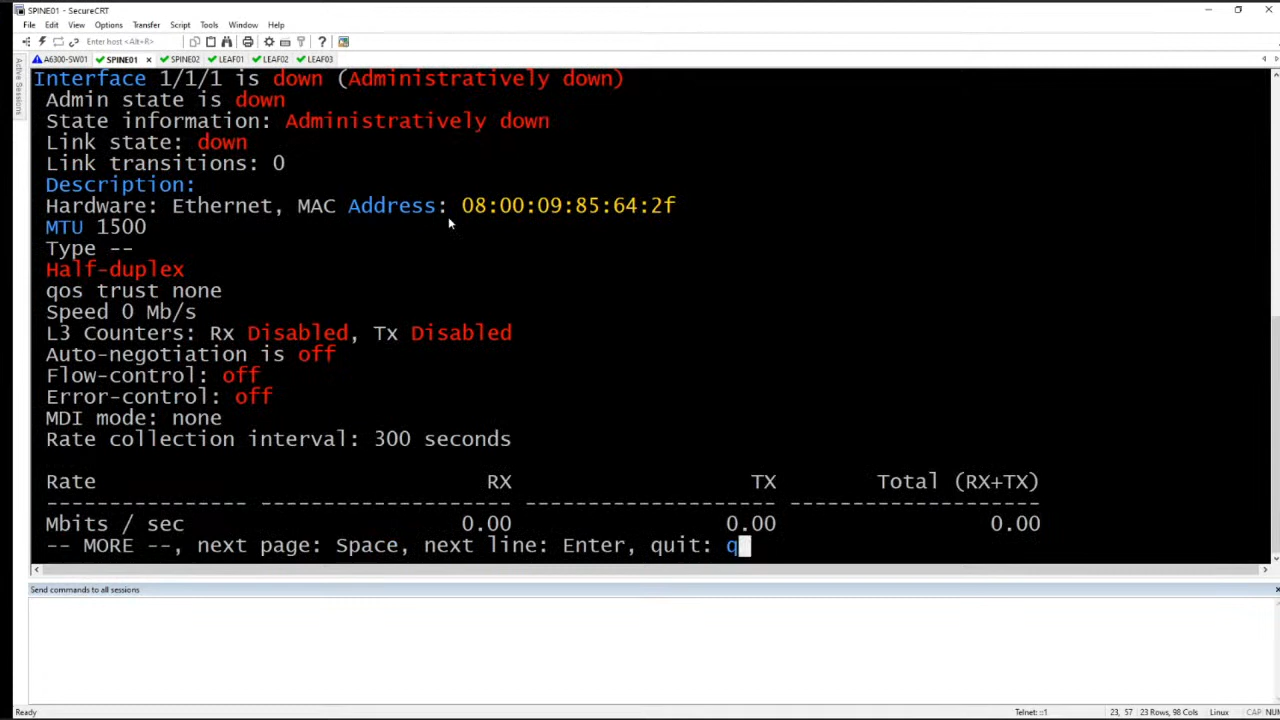 SPINE01 - SecureCRT
File Edit View Options Transfer Script Tools Window Help
Enter host <Alt+R>
A6300-SW01 SPINE01 SPINE02 LEAF01 LEAF02 LEAF03
Active Sessions
Interface 1/1/1 is down (Administratively down)
Admin state is down
State information: Administratively down
Link state: down
Link transitions: 0
Description:
Hardware: Ethernet, MAC Address: 08:00:09:85:64:2f
MTU 1500
Type --
Half-duplex
qos trust none
Speed 0 Mb/s
L3 Counters: Rx Disabled, Tx Disabled
Auto-negotiation is off
Flow-control: off
Error-control: off
MDI mode: none
Rate collection interval: 300 seconds
Rate RX TX Total (RX+TX)
---------------- -------------------- -------------------- --------------------
Mbits / sec 0.00 0.00 0.00
-- MORE --, next page: Space, next line: Enter, quit: q
Send commands to all sessions
Ready Telnet: ::1 23, 57 23 Rows, 98 Cols Linux CAP NUM